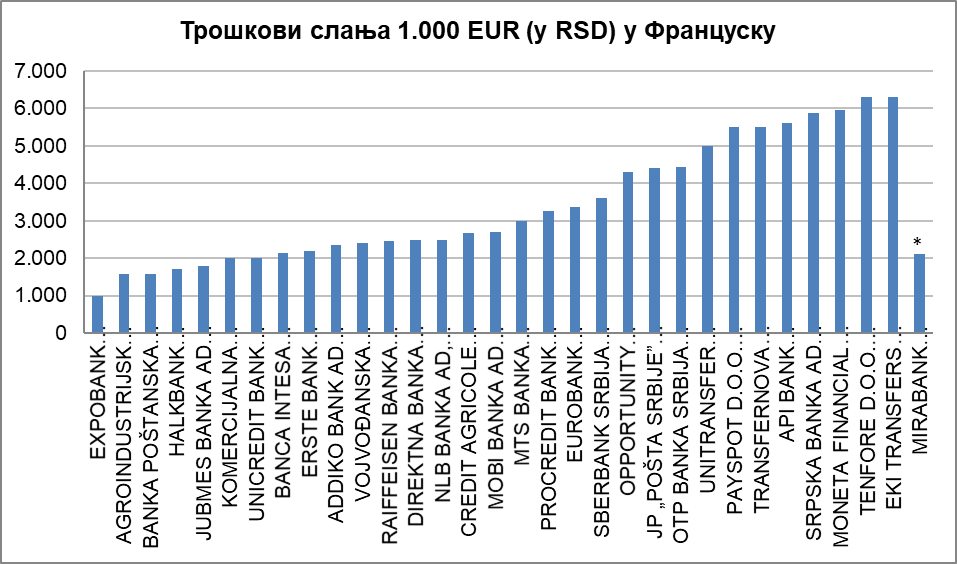 Трошкови слања 1.000 EUR (у RSD) у Француску
7.000
6.000
5.000
4.000
3.000
2.000
1.000
0
*
EXPOBANK…
AGROINDUSTRIJSK…
BANKA POŠTANSKA…
HALKBANK…
JUBMES BANKA AD…
KOMERCIJALNA…
UNICREDIT BANK…
BANCA INTESA…
ERSTE BANK…
ADDIKO BANK AD…
VOJVOĐANSKA…
RAIFFEISEN BANKA…
DIREKTNA BANKA…
NLB BANKA AD,…
CREDIT AGRICOLE…
MOBI BANKA AD…
MTS BANKA…
PROCREDIT BANK…
EUROBANK…
SBERBANK SRBIJA…
OPPORTUNITY…
JP „POŠTA SRBIJE”…
OTP BANKA SRBIJA…
UNITRANSFER…
PAYSPOT D.O.O.…
TRANSFERNOVA…
API BANK…
SRPSKA BANKA AD…
MONETA FINANCIAL…
TENFORE D.O.O.…
EKI TRANSFERS…
MIRABANK…